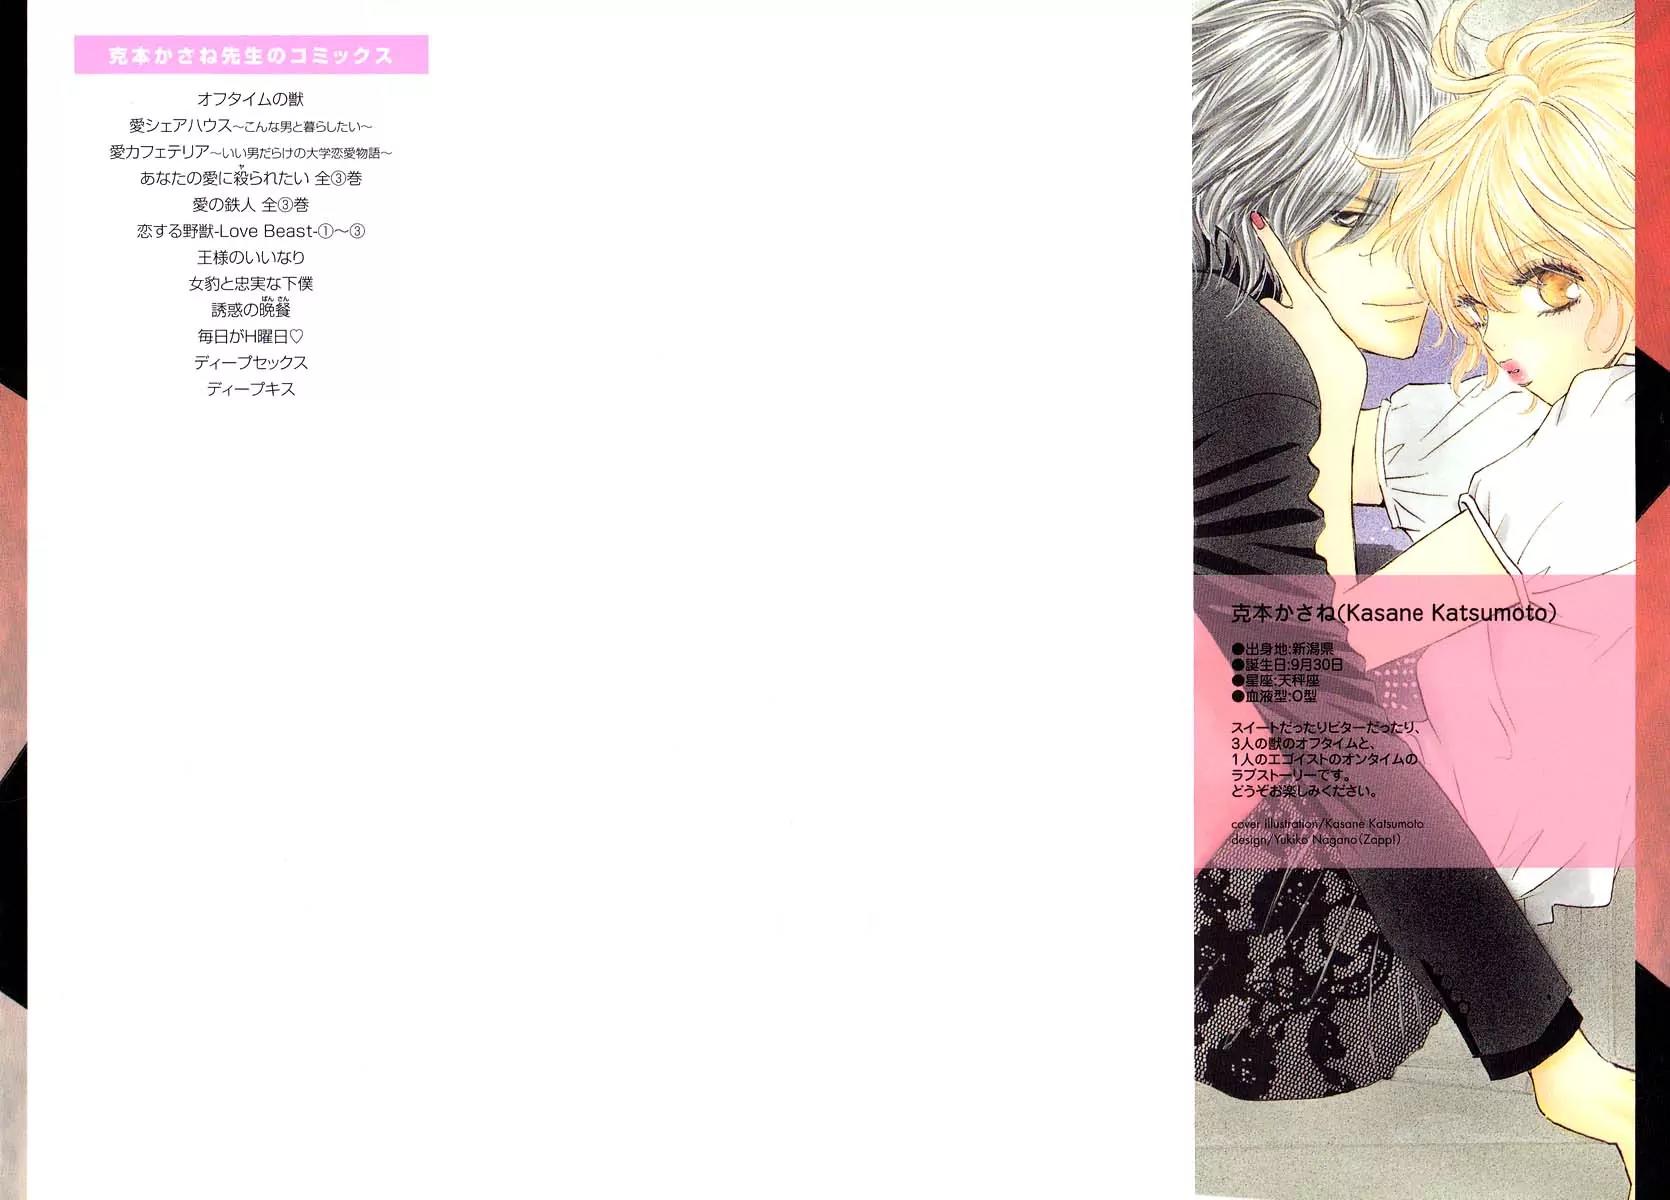 克本かさね先生のコミックス
オフタイムの獣
愛シェアハウス～こんな男と暮らしたい～
愛カフェテリア～いい男だらけの大学恋愛物語～
あなたの愛に殺られたい 全③巻
愛の鉄人 全③巻
恋する野獣-Love Beast-①～③
王様のいいなり
女豹と忠実な下僕
誘惑の晩餐
毎日がH曜日♡
ディープセックス
ディープキス
克本かさね(Kasane Katsumoto)
●出身地:新潟県
●誕生日:9月30日
●星座:天秤座
●血液型:O型
スイートだったりビターだったり、
3人の獣のオフタイムと、
1人のエゴイストのオンタイムの
ラブストーリーです。
どうぞお楽しみください。
cover illustration/Kasane Katsumoto
design/Yukiko Nagano(Zapp!)